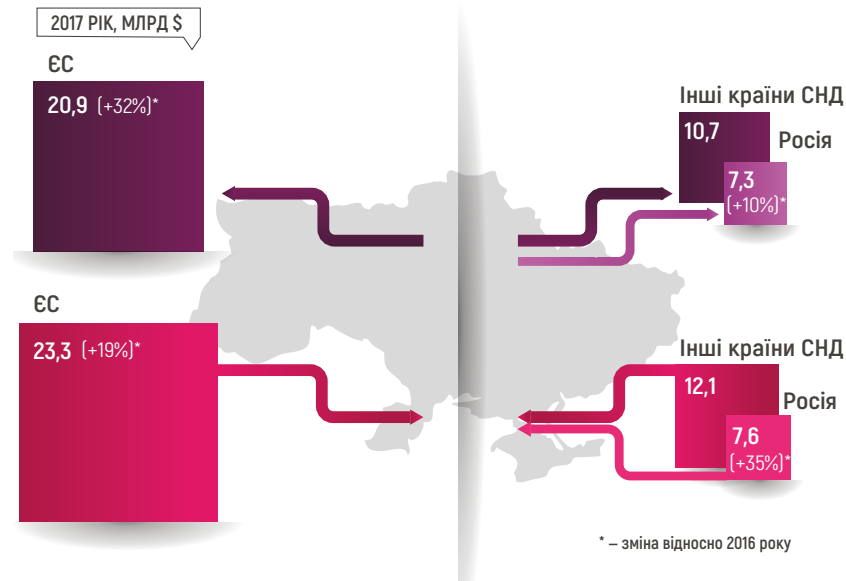 2017 РІК, МЛРД $
ЄС
20,9 (+32%)*
Інші країни СНД
10,7
Росія
7,3
(+10%)*
ЄС
23,3 (+19%)*
Інші країни СНД
12,1
Росія
7,6
(+35%)*
* – зміна відносно 2016 року